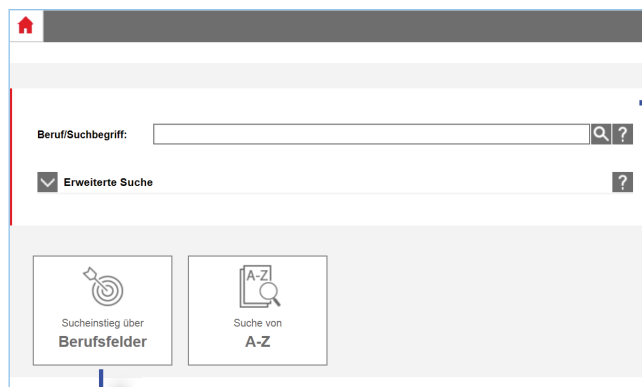 Beruf/Suchbegriff:
?
Erweiterte Suche
?
A-Z
Sucheinstieg über
Berufsfelder
Suche von
A-Z